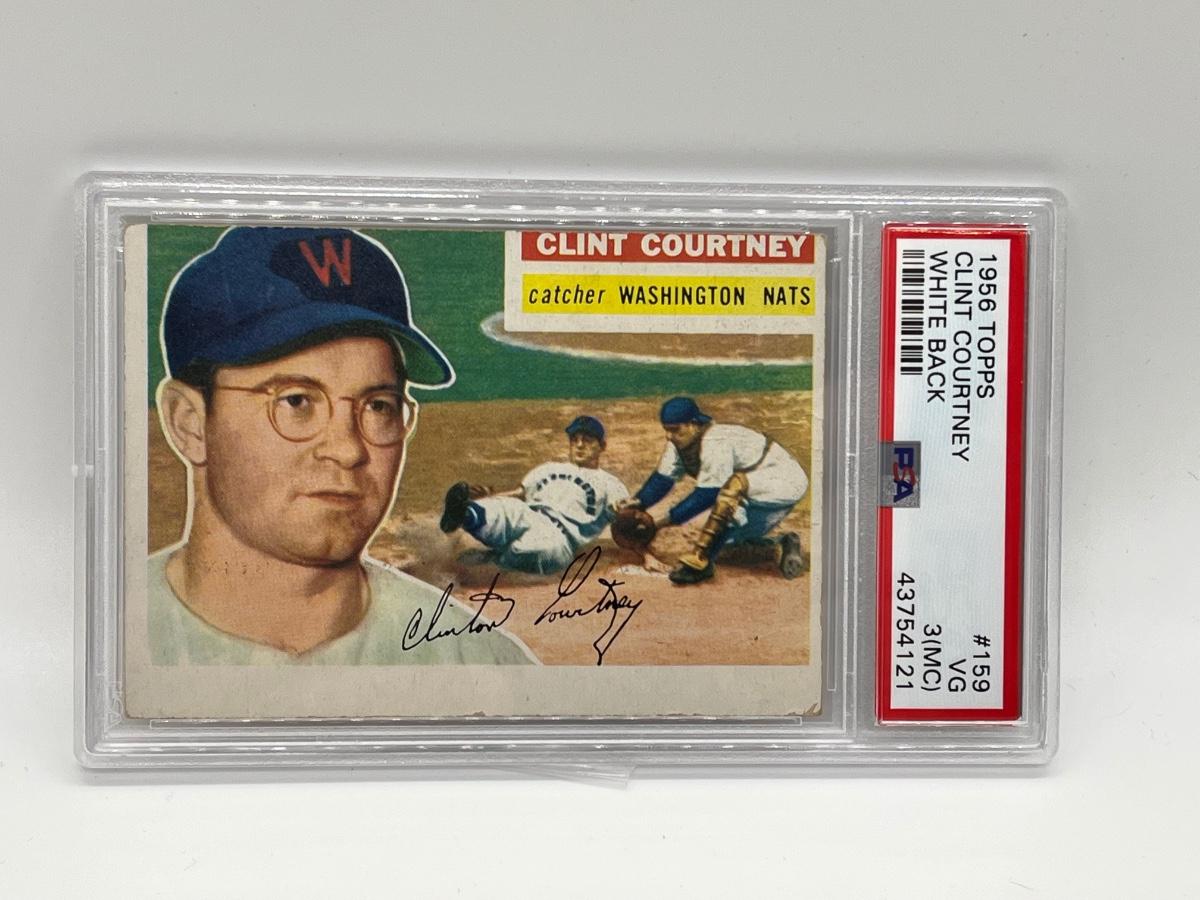 CLINT COURTNEY
catcher WASHINGTON NATS
Clinton Courtney
W
1956 TOPPS #159
CLINT COURTNEY VG
WHITE BACK 3(MC)
43754121
PSA